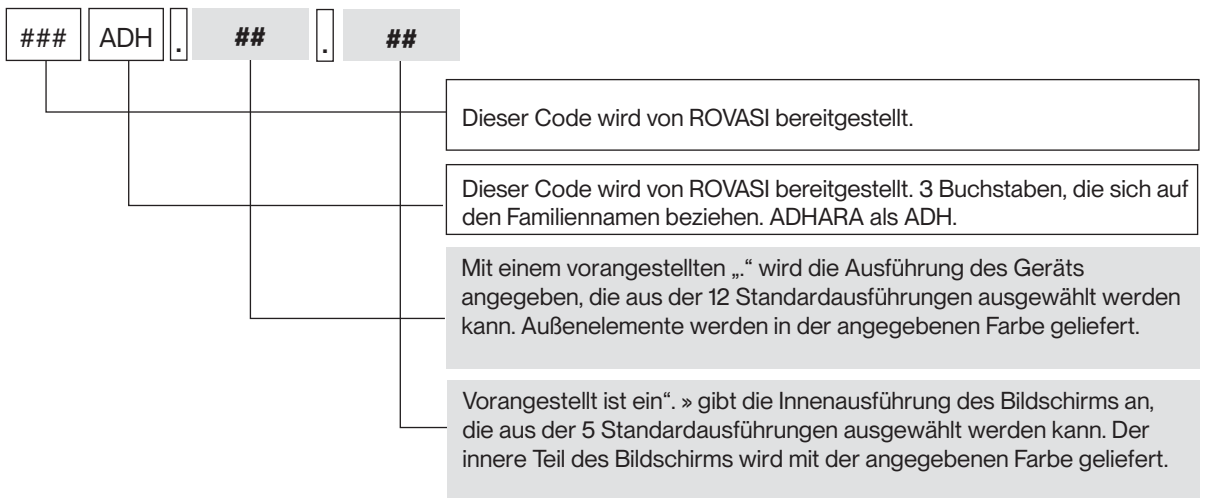 ### ADH . ## . ##
Dieser Code wird von ROVASI bereitgestellt.
Dieser Code wird von ROVASI bereitgestellt. 3 Buchstaben, die sich auf
den Familiennamen beziehen. ADHARA als ADH.
Mit einem vorangestellten „.“ wird die Ausführung des Geräts
angegeben, die aus der 12 Standardausführungen ausgewählt werden
kann. Außenelemente werden in der angegebenen Farbe geliefert.
Vorangestellt ist ein“. » gibt die Innenausführung des Bildschirms an,
die aus der 5 Standardausführungen ausgewählt werden kann. Der
innere Teil des Bildschirms wird mit der angegebenen Farbe geliefert.